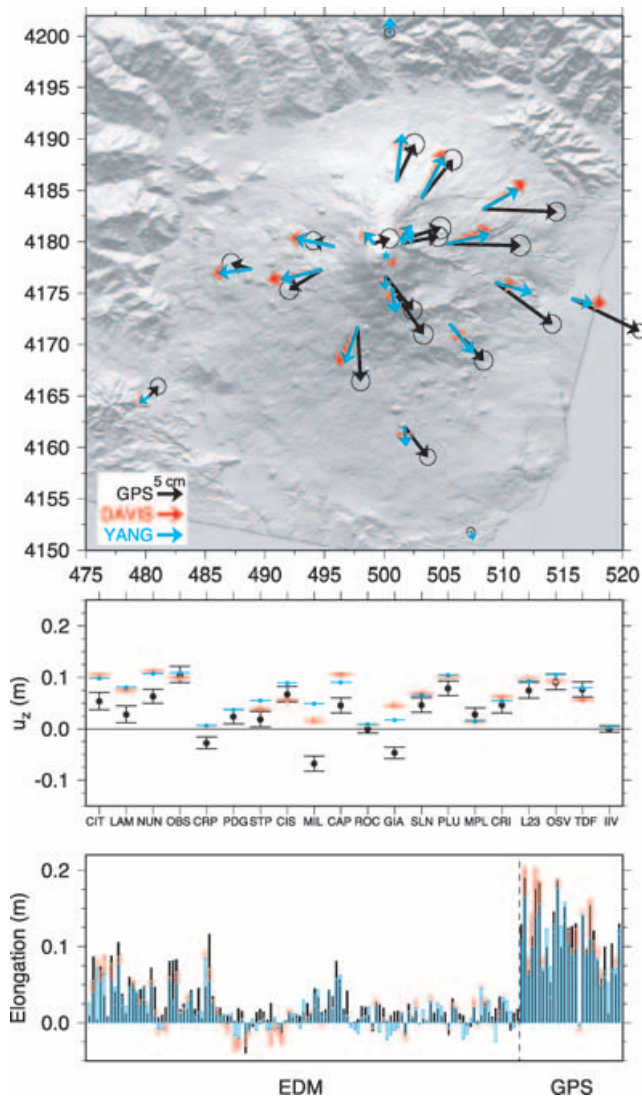 4200
4195
4190
4185
4180
4175
4170
4165
4160
4155
4150
5 cm
GPS
DAVIS
YANG
475 480 485 490 495 500 505 510 515 520
0.2
0.1
0.0
-0.1
u_z (m)
CIT LAM NUN OBS CRP PDG STP CIS MIL CAP ROC GIA SLN PLU MPL CRI L23 OSV TDF IIV
0.2
0.1
0.0
Elongation (m)
EDM GPS